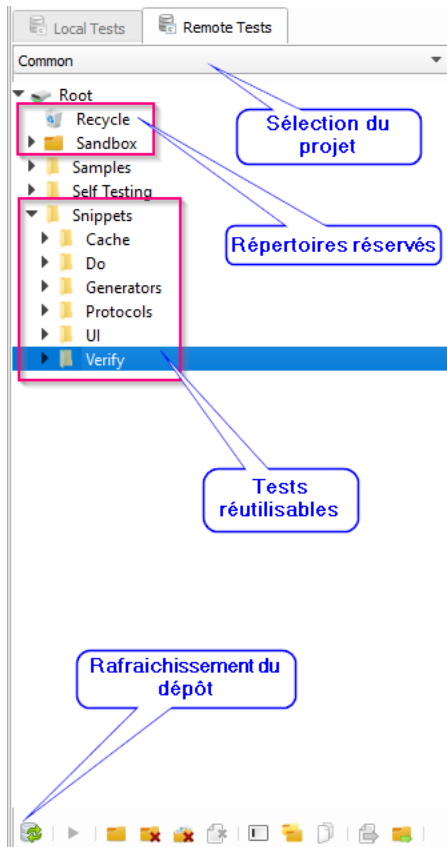 Local Tests
Remote Tests
Common
Root
Recycle
Sandbox
Samples
Self Testing
Snippets
Cache
Do
Generators
Protocols
UI
Verify
Sélection du
projet
Répertoires réservés
Tests
réutilisables
Rafraichissement du
dépôt